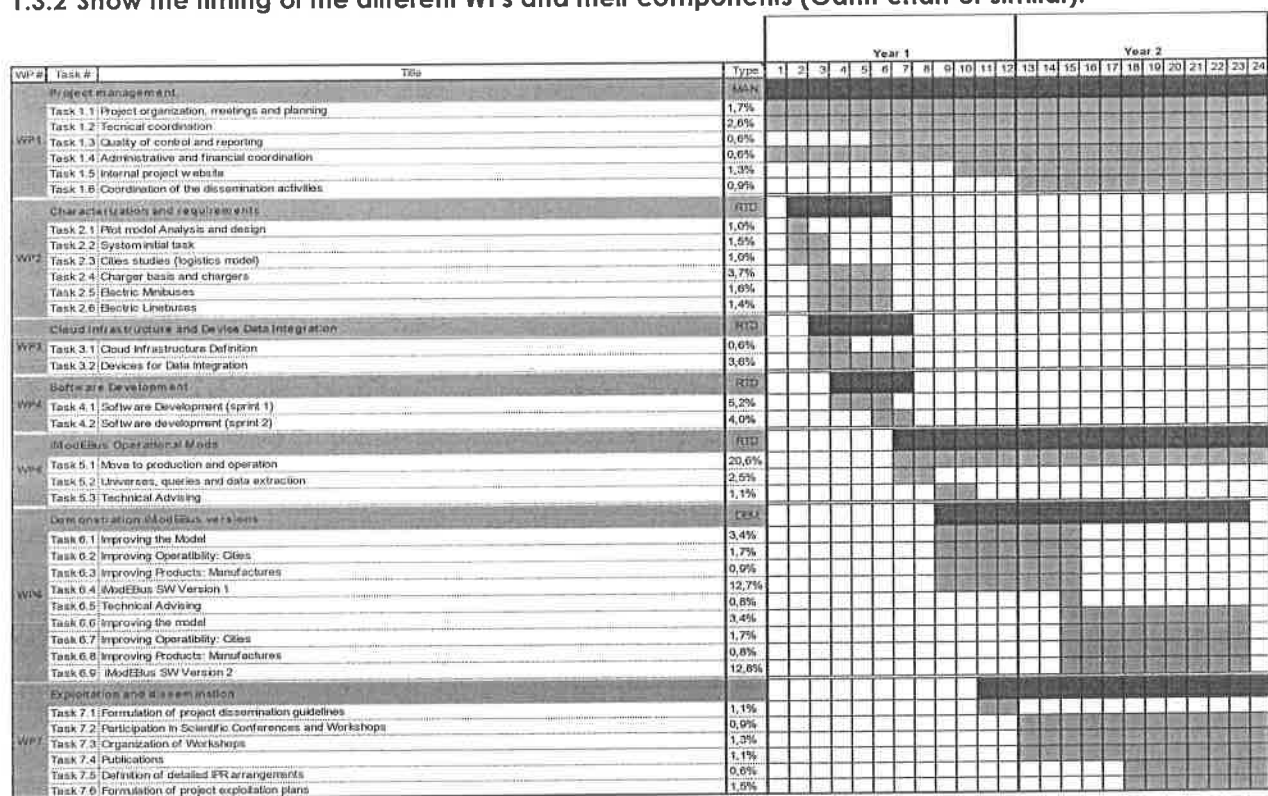 1.3.2 Show the timing of the different WPs and their components (Gantt chart or similar).
Year 1 Year 2
WP # Task # Title Type 1 2 3 4 5 6 7 8 9 10 11 12 13 14 15 16 17 18 19 20 21 22 23 24
Project management MAN
Task 1.1 Project organization, meetings and planning 1,7%
Task 1.2 Tecnical coordination 2,6%
WP1 Task 1.3 Quality of control and reporting 0,6%
Task 1.4 Administrative and financial coordination 0,6%
Task 1.5 Internal project website 1,3%
Task 1.6 Coordination of the dissemination activities 0,9%
Characterization and requirements RTD
Task 2.1 Pilot model Analysis and design 1,0%
Task 2.2 System initial task 1,5%
WP2 Task 2.3 Cities studies (logistics model) 1,0%
Task 2.4 Charger basis and chargers 3,7%
Task 2.5 Electric Minibuses 1,6%
Task 2.6 Electric Linebuses 1,4%
Cloud Infrastructure and Device Data Integration RTD
WP3 Task 3.1 Cloud Infrastructure Definition 0,6%
Task 3.2 Devices for Data Integration 3,6%
Software Development RTD
WP4 Task 4.1 Software Development (sprint 1) 5,2%
Task 4.2 Software development (sprint 2) 4,0%
iModEBus Operational Mode RTD
Task 5.1 Move to production and operation 20,6%
Task 5.2 Universes, queries and data extraction 2,5%
Task 5.3 Technical Advising 1,1%
Demonstration iModEBus versions DEM
Task 6.1 Improving the Model 3,4%
Task 6.2 Improving Operatibility: Cities 1,7%
Task 6.3 Improving Products: Manufactures 0,9%
WP6 Task 6.4 iModEBus SW Version 1 12,7%
Task 6.5 Technical Advising
Task 6.6 Improving the model 3,4%
Task 6.7 Improving Operatibility: Cities 1,7%
Task 6.8 Improving Products: Manufactures 0,8%
Task 6.9 iModEBus SW Version 2 12,8%
Exploitation and dissemination
Task 7.1 Formulation of project dissemination guidelines 1,1%
Task 7.2 Participation in Scientific Conferences and Workshops 0,9%
WP7 Task 7.3 Organization of Workshops 1,3%
Task 7.4 Publications 1,1%
Task 7.5 Definition of detailed IPR arrangements 0,6%
Task 7.6 Formulation of project exploitation plans 1,5%